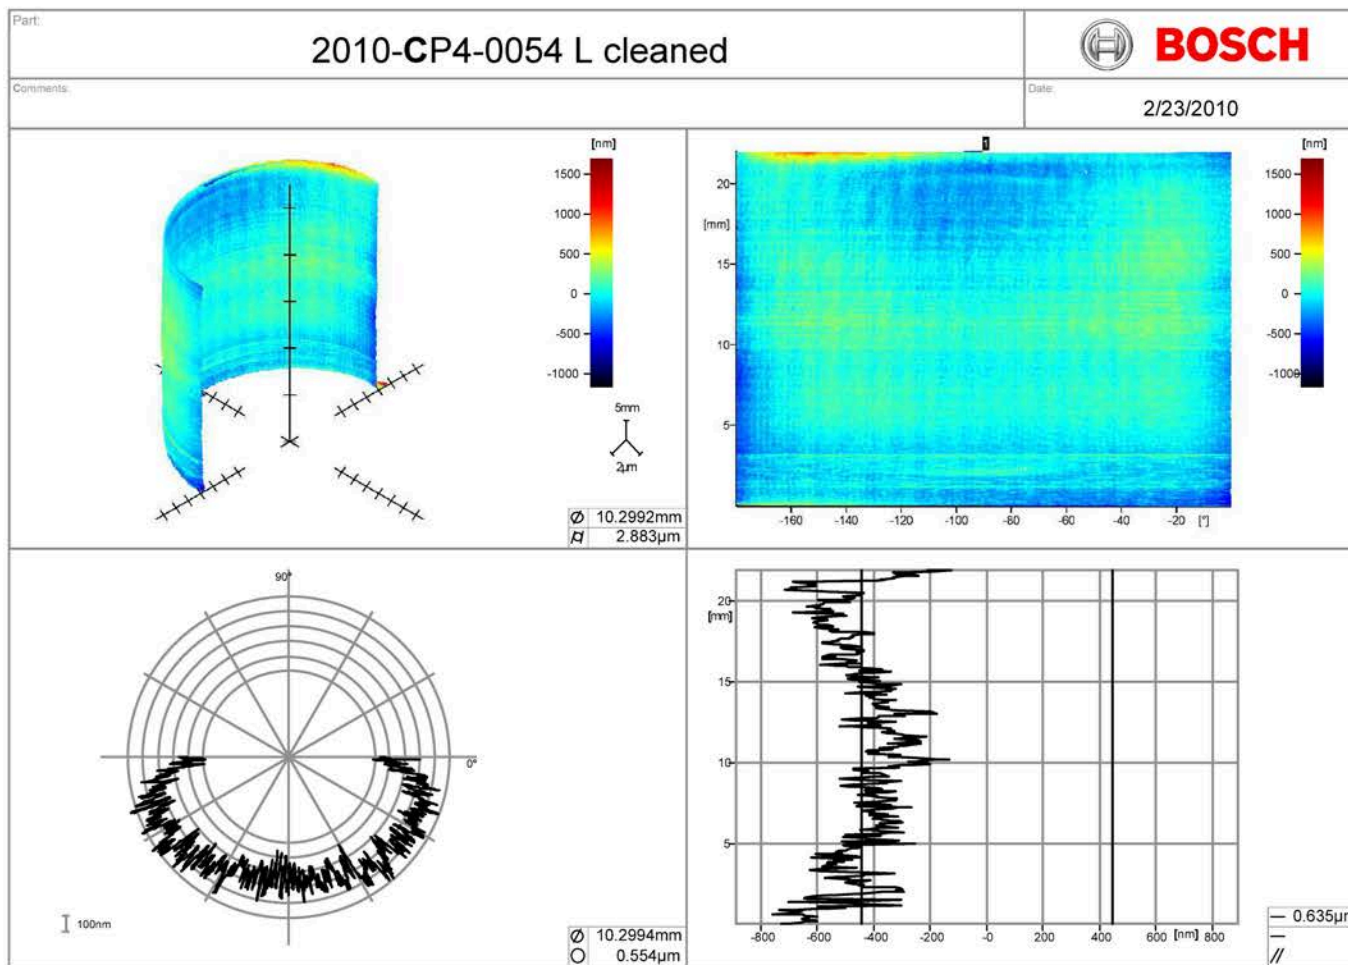 Part:
2010-CP4-0054 L cleaned
BOSCH
Comments:
Date:
2/23/2010
[nm]
1500
1000
500
0
-500
-1000
5mm
2µm
Ø 10.2992mm
2.883µm
1
[nm]
20
[mm]
15
10
5
-160 -140 -120 -100 -80 -60 -40 -20 [°]
1500
1000
500
0
-500
-1000
90°
0°
100nm
Ø 10.2994mm
0.554µm
20
[mm]
15
10
5
-800 -600 -400 -200 -0 200 400 [nm] 600 800
0.635µm